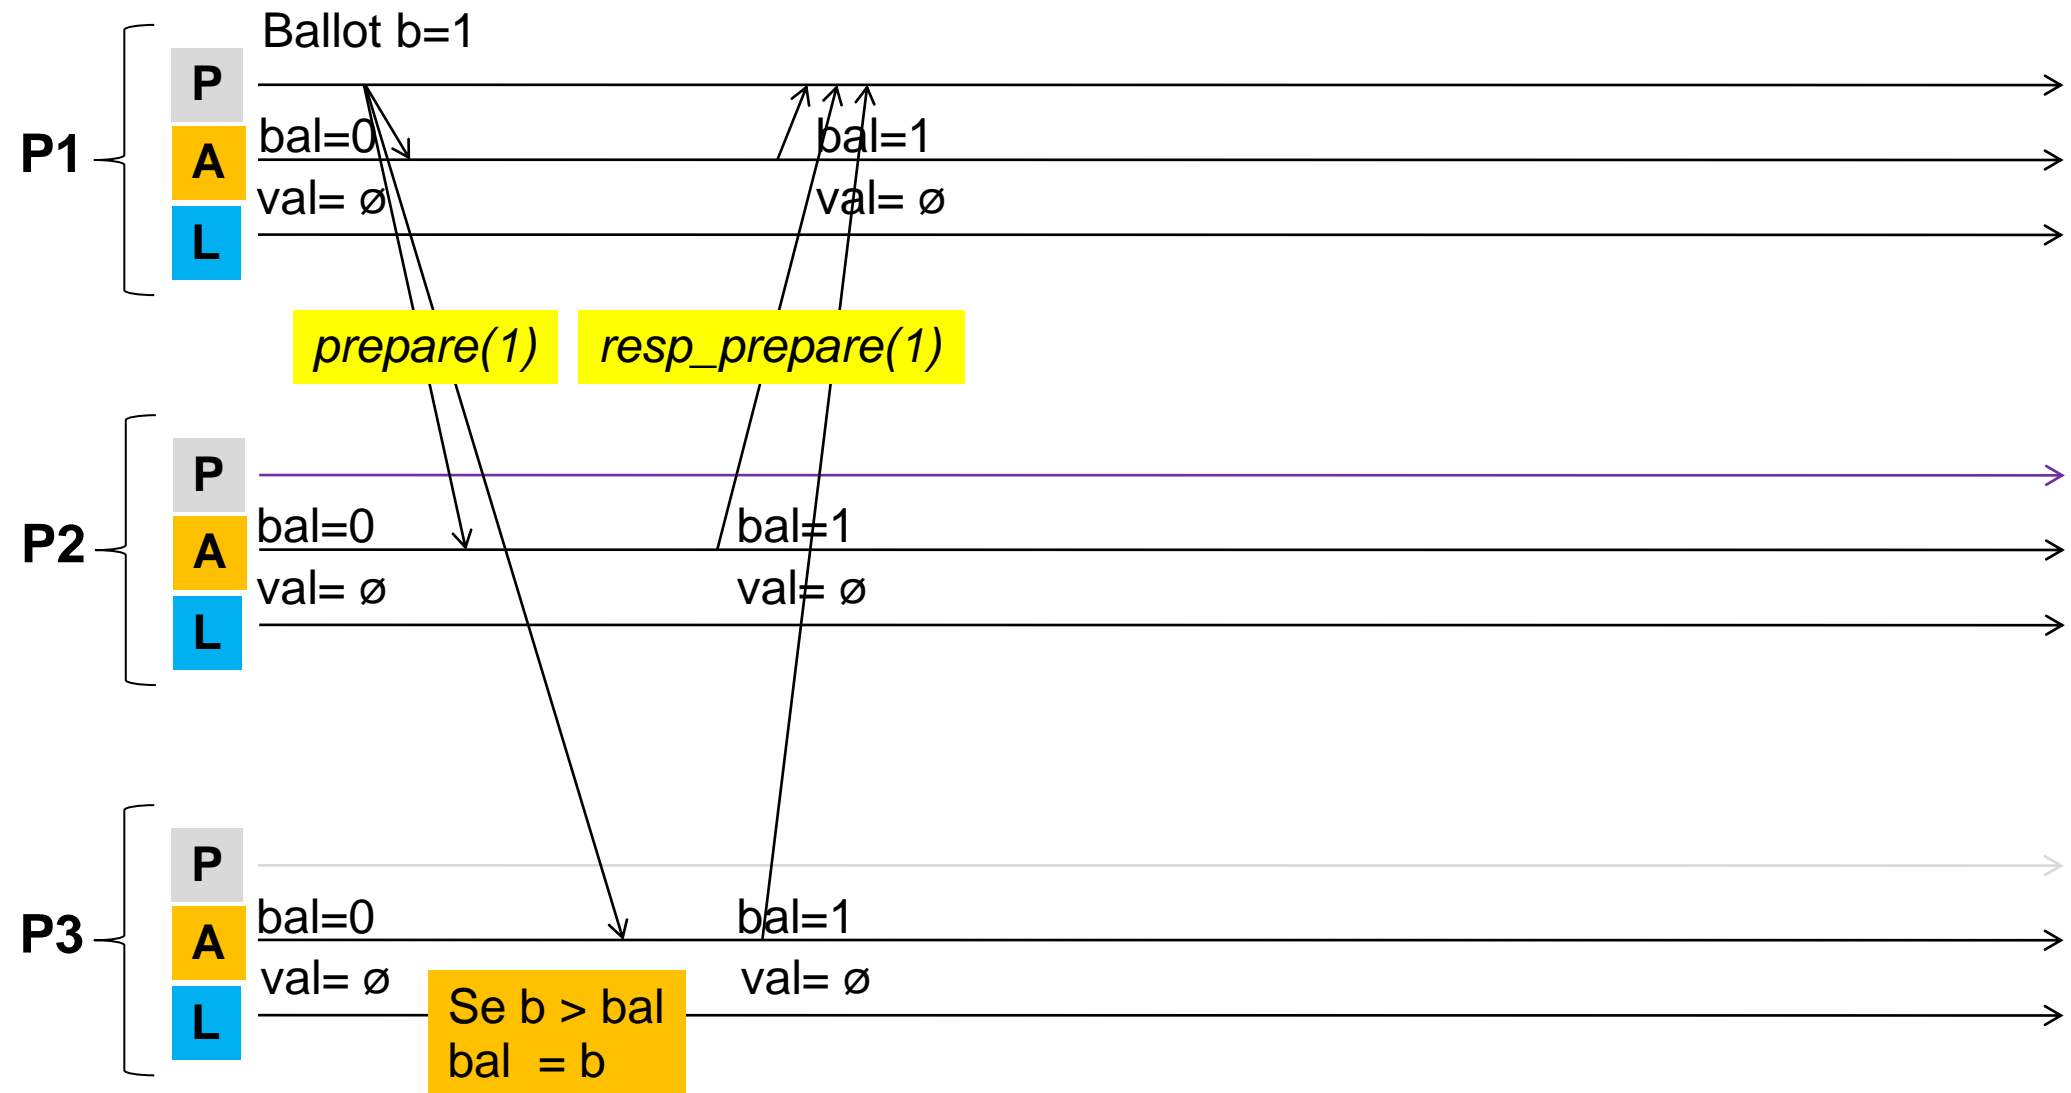 Ballot b=1
P
bal=0
bal=1
P1
A
val= ø
val= ø
L
prepare(1)
resp_prepare(1)
P
bal=0
bal=1
P2
A
val= ø
val= ø
L
P
bal=0
bal=1
P3
A
val= ø
val= ø
L
Se b > bal
bal = b